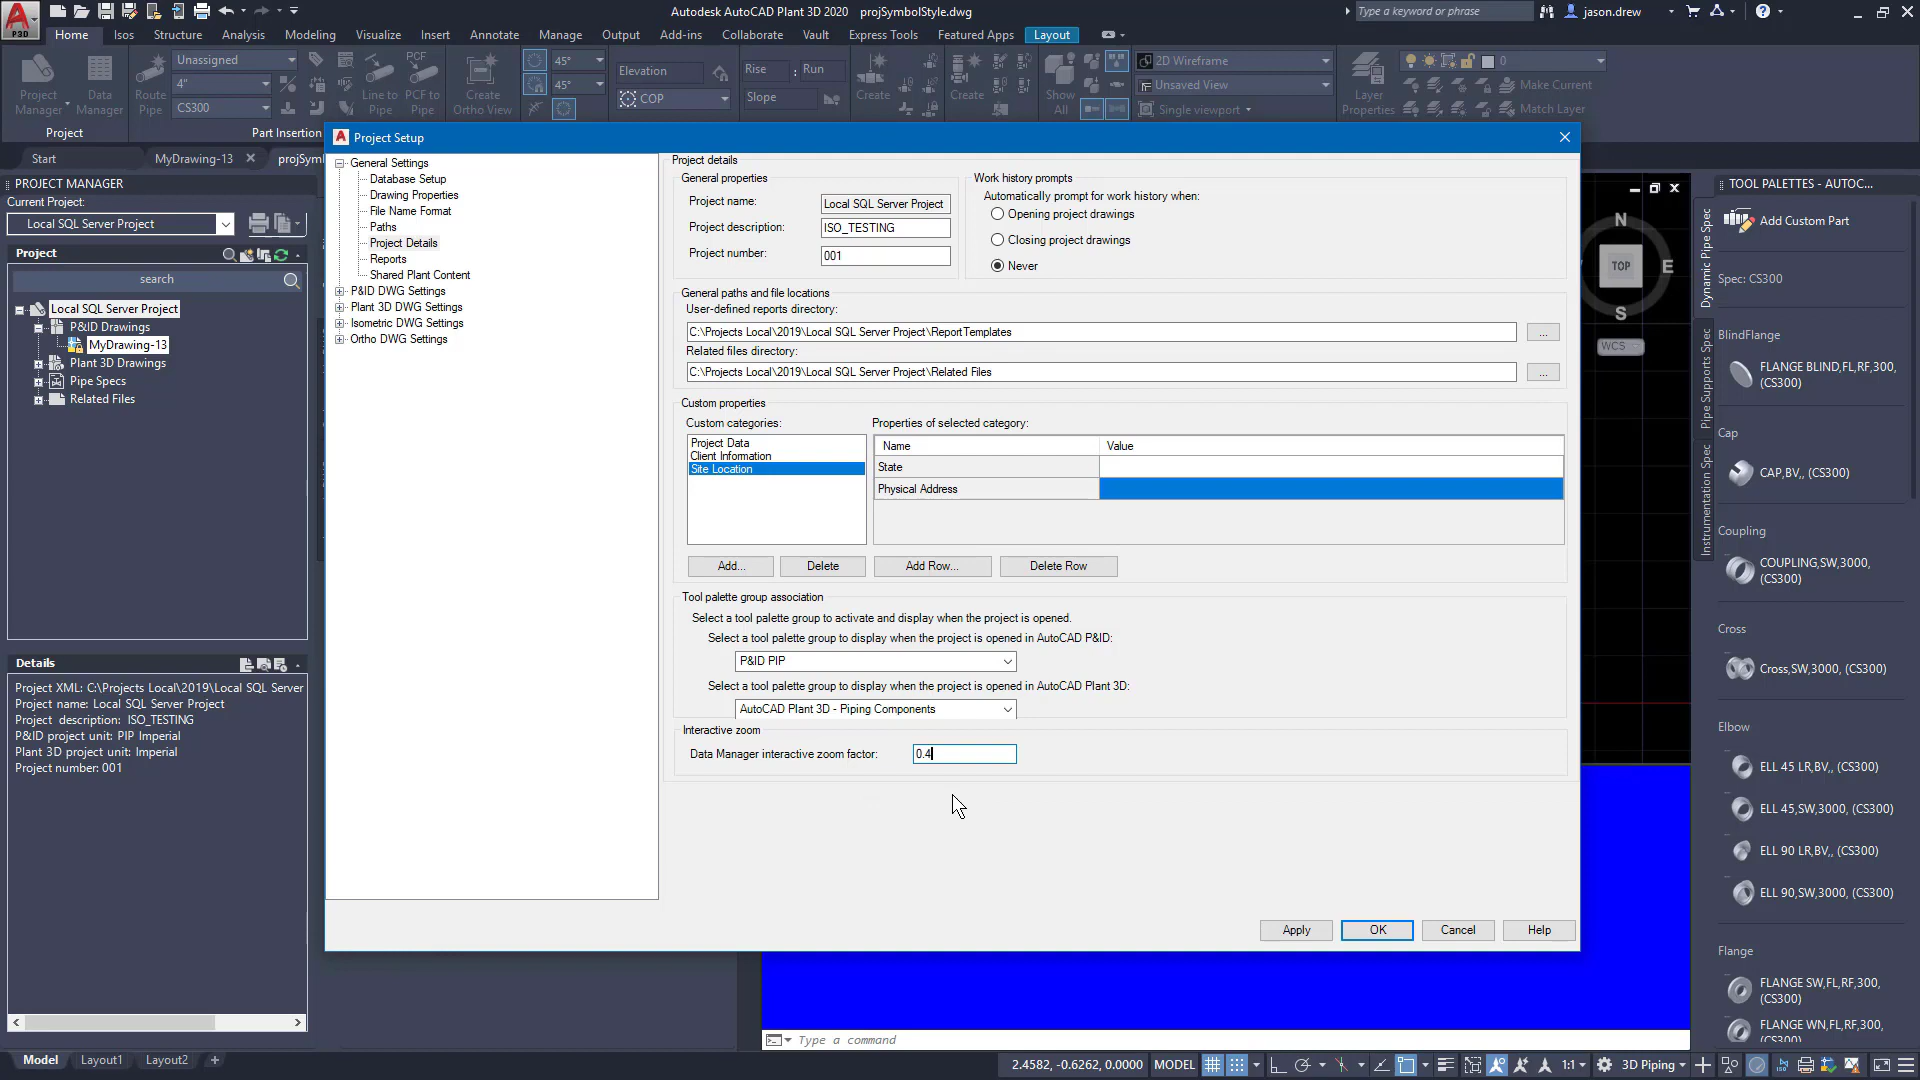 Autodesk AutoCAD Plant 3D 2020 projSymbolStyle.dwg
Type a keyword or phrase
jason.drew
P3D
Home Isos Structure Analysis Modeling Visualize Insert Annotate Manage Output Add-ins Collaborate Vault Express Tools Featured Apps Layout
Project Manager
Data Manager
Route Pipe
Unassigned
4"
CS300
Line to Pipe
PCF to Pipe
PCF
Create Ortho View
45°
45°
Elevation
COP
Rise : Run
Slope
Create
Create
Show All
2D Wireframe
Unsaved View
Single viewport
Layer Properties
0
Make Current
Match Layer
Project
Part Insertion
Start
MyDrawing-13
projSym
PROJECT MANAGER
Current Project:
Local SQL Server Project
Project
search
Local SQL Server Project
P&ID Drawings
MyDrawing-13
Plant 3D Drawings
Pipe Specs
Related Files
Details
Project XML: C:\Projects Local\2019\Local SQL Server
Project name: Local SQL Server Project
Project description: ISO_TESTING
P&ID project unit: PIP Imperial
Plant 3D project unit: Imperial
Project number: 001
Project Setup
General Settings
Database Setup
Drawing Properties
File Name Format
Paths
Project Details
Reports
Shared Plant Content
P&ID DWG Settings
Plant 3D DWG Settings
Isometric DWG Settings
Ortho DWG Settings
Project details
General properties
Project name: Local SQL Server Project
Project description: ISO_TESTING
Project number: 001
Work history prompts
Automatically prompt for work history when:
Opening project drawings
Closing project drawings
Never
General paths and file locations
User-defined reports directory:
C:\Projects Local\2019\Local SQL Server Project\ReportTemplates
...
Related files directory:
C:\Projects Local\2019\Local SQL Server Project\Related Files
...
Custom properties
Custom categories:
Project Data
Client Information
Site Location
Properties of selected category:
Name Value
State
Physical Address
Add... Delete Add Row... Delete Row
Tool palette group association
Select a tool palette group to activate and display when the project is opened.
Select a tool palette group to display when the project is opened in AutoCAD P&ID:
P&ID PIP
Select a tool palette group to display when the project is opened in AutoCAD Plant 3D:
AutoCAD Plant 3D - Piping Components
Interactive zoom
Data Manager interactive zoom factor: 0.4
Apply OK Cancel Help
N
TOP
E
S
WCS
TOOL PALETTES - AUTOC...
Dynamic Pipe Spec
Pipe Supports Spec
Instrumentation Spec
Add Custom Part
Spec: CS300
BlindFlange
FLANGE BLIND,FL,RF,300,
(CS300)
Cap
CAP,BV,, (CS300)
Coupling
COUPLING,SW,3000,
(CS300)
Cross
Cross,SW,3000, (CS300)
Elbow
ELL 45 LR,BV,, (CS300)
ELL 45,SW,3000, (CS300)
ELL 90 LR,BV,, (CS300)
ELL 90,SW,3000, (CS300)
Flange
FLANGE SW,FL,RF,300,
(CS300)
FLANGE WN,FL,RF,300,
(CS300)
Type a command
Model Layout1 Layout2 +
2.4582, -0.6262, 0.0000 MODEL
1:1
3D Piping